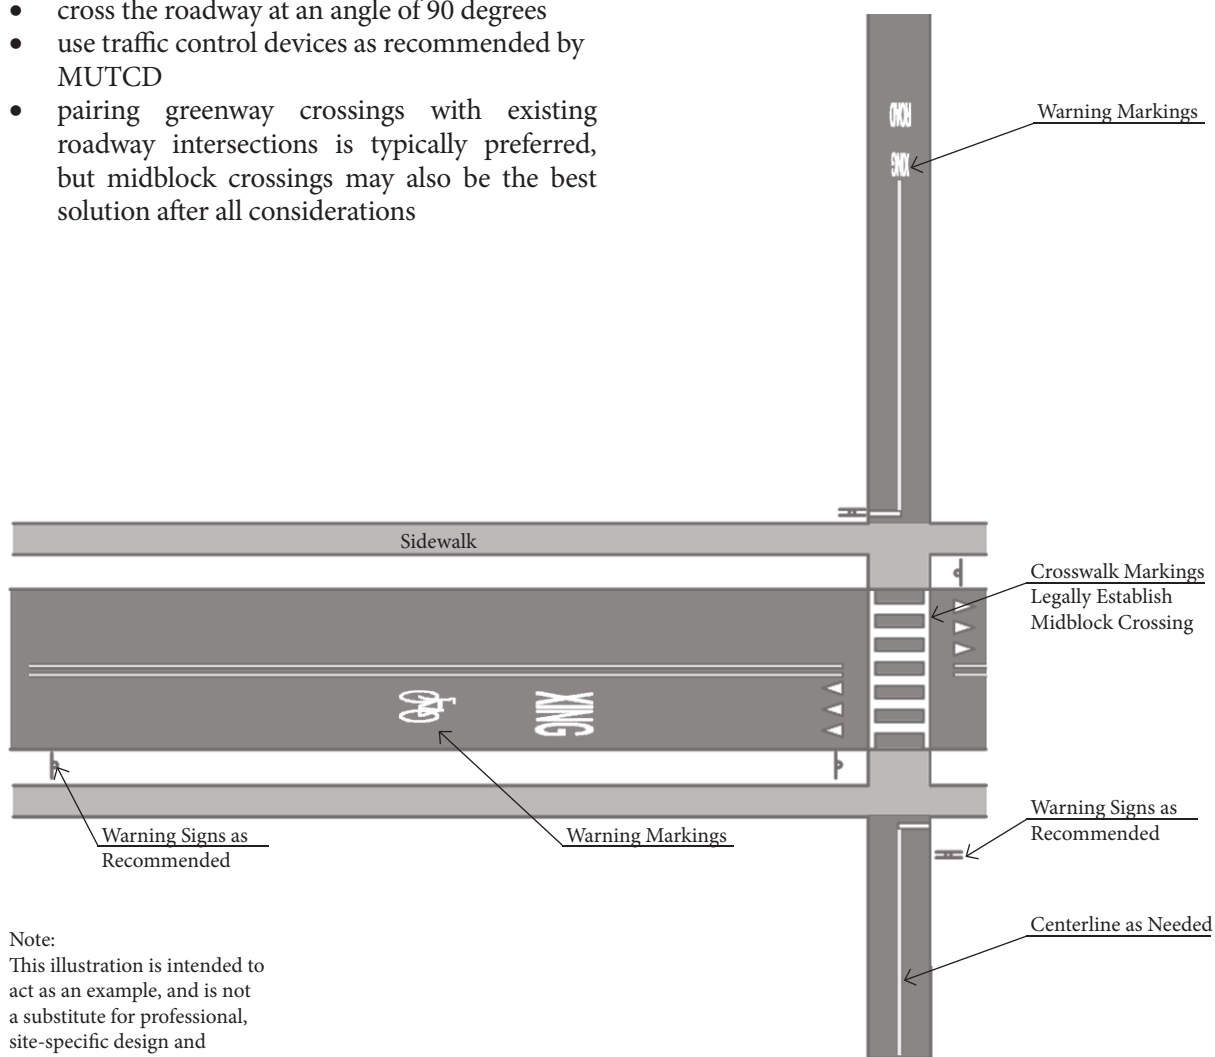 • cross the roadway at an angle of 90 degrees
• use traffic control devices as recommended by
MUTCD
• pairing greenway crossings with existing
roadway intersections is typically preferred,
but midblock crossings may also be the best
solution after all considerations
ROAD
XING
Warning Markings
Sidewalk
Crosswalk Markings
Legally Establish
Midblock Crossing
XING
Warning Signs as
Recommended
Warning Markings
Warning Signs as
Recommended
Centerline as Needed
Note:
This illustration is intended to
act as an example, and is not
a substitute for professional,
site-specific design and